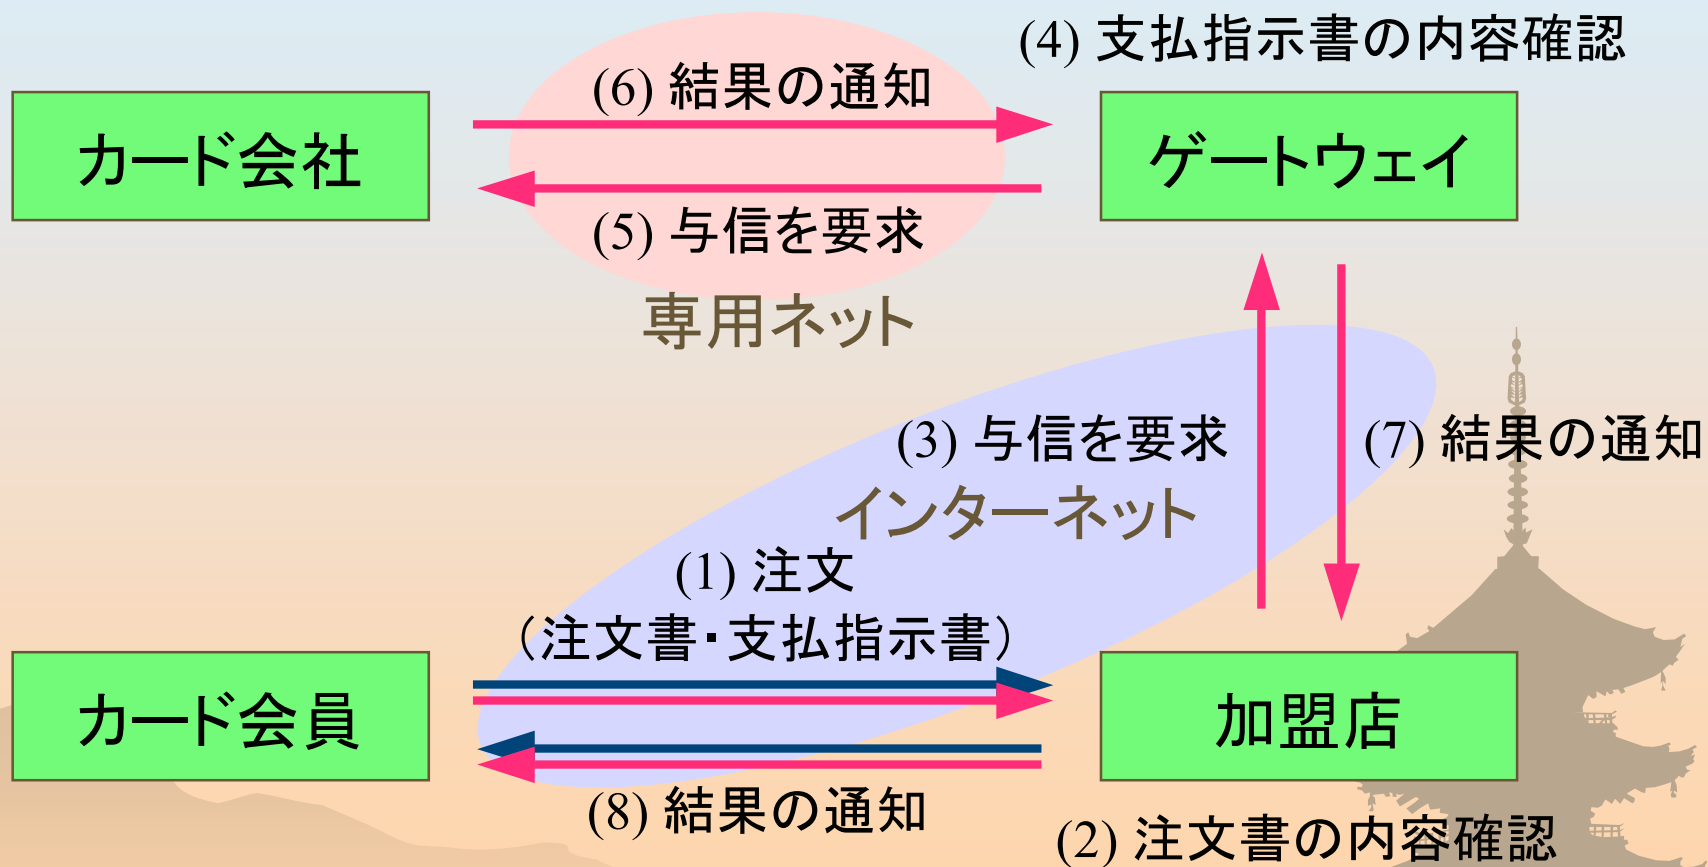 (4) 支払指示書の内容確認
(6) 結果の通知
カード会社
ゲートウェイ
(5) 与信を要求
専用ネット
(3) 与信を要求
(7) 結果の通知
インターネット
(1) 注文
（注文書・支払指示書）
カード会員
加盟店
(8) 結果の通知
(2) 注文書の内容確認